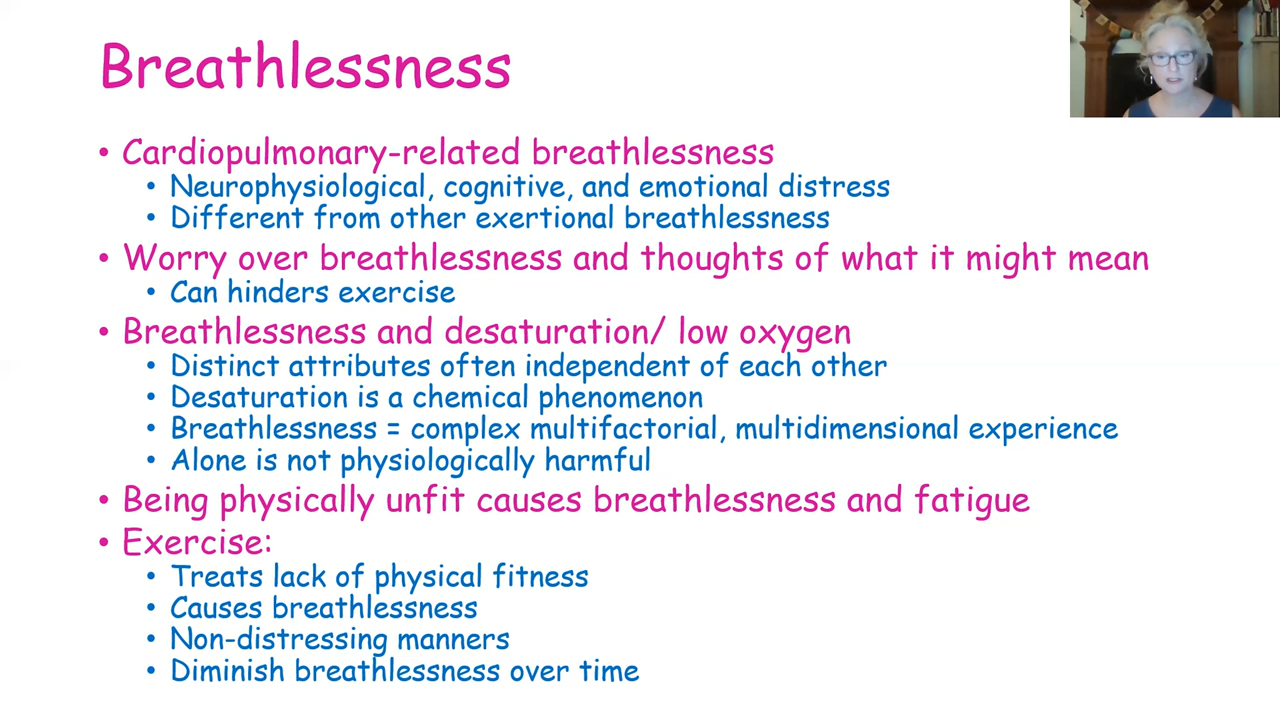 Breathlessness
• Cardiopulmonary-related breathlessness
• Neurophysiological, cognitive, and emotional distress
• Different from other exertional breathlessness
• Worry over breathlessness and thoughts of what it might mean
• Can hinders exercise
• Breathlessness and desaturation/ low oxygen
• Distinct attributes often independent of each other
• Desaturation is a chemical phenomenon
• Breathlessness = complex multifactorial, multidimensional experience
• Alone is not physiologically harmful
• Being physically unfit causes breathlessness and fatigue
• Exercise:
• Treats lack of physical fitness
• Causes breathlessness
• Non-distressing manners
• Diminish breathlessness over time